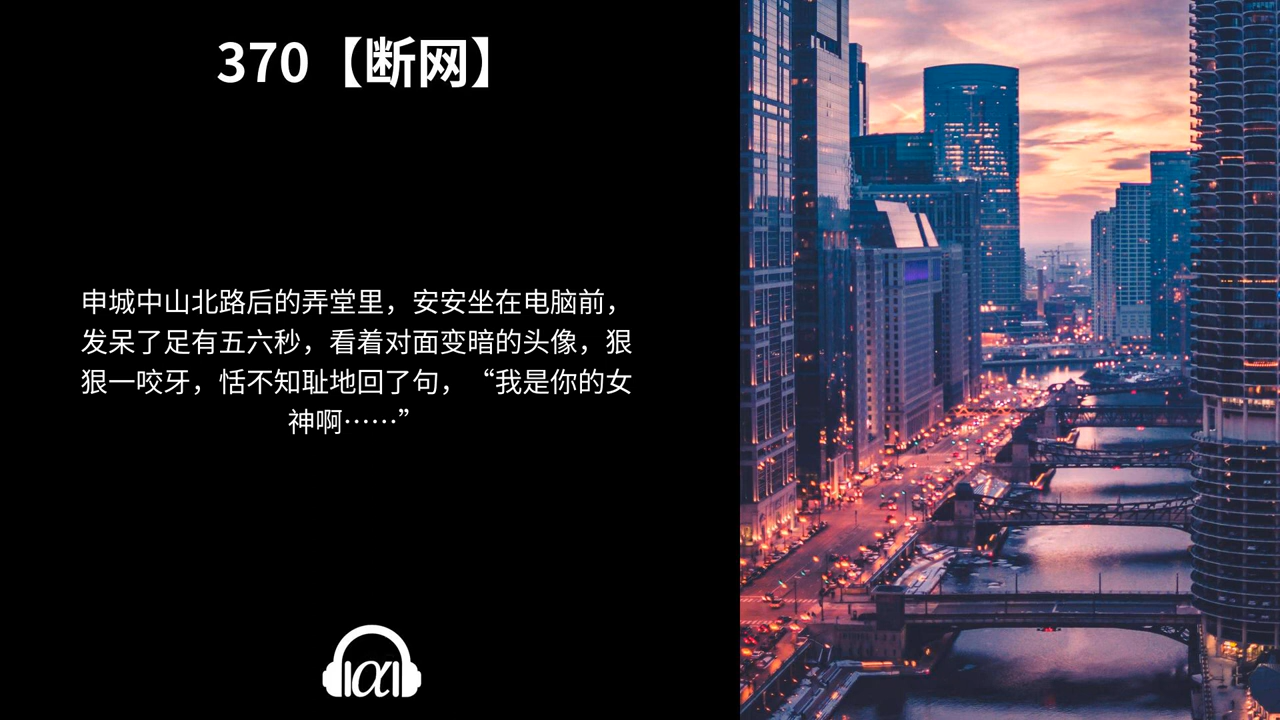 370【断网】
申城中山北路后的弄堂里，安安坐在电脑前，
发呆了足有五六秒，看着对面变暗的头像，狠
狠一咬牙，恬不知耻地回了句，“我是你的女
神啊……”
|α|